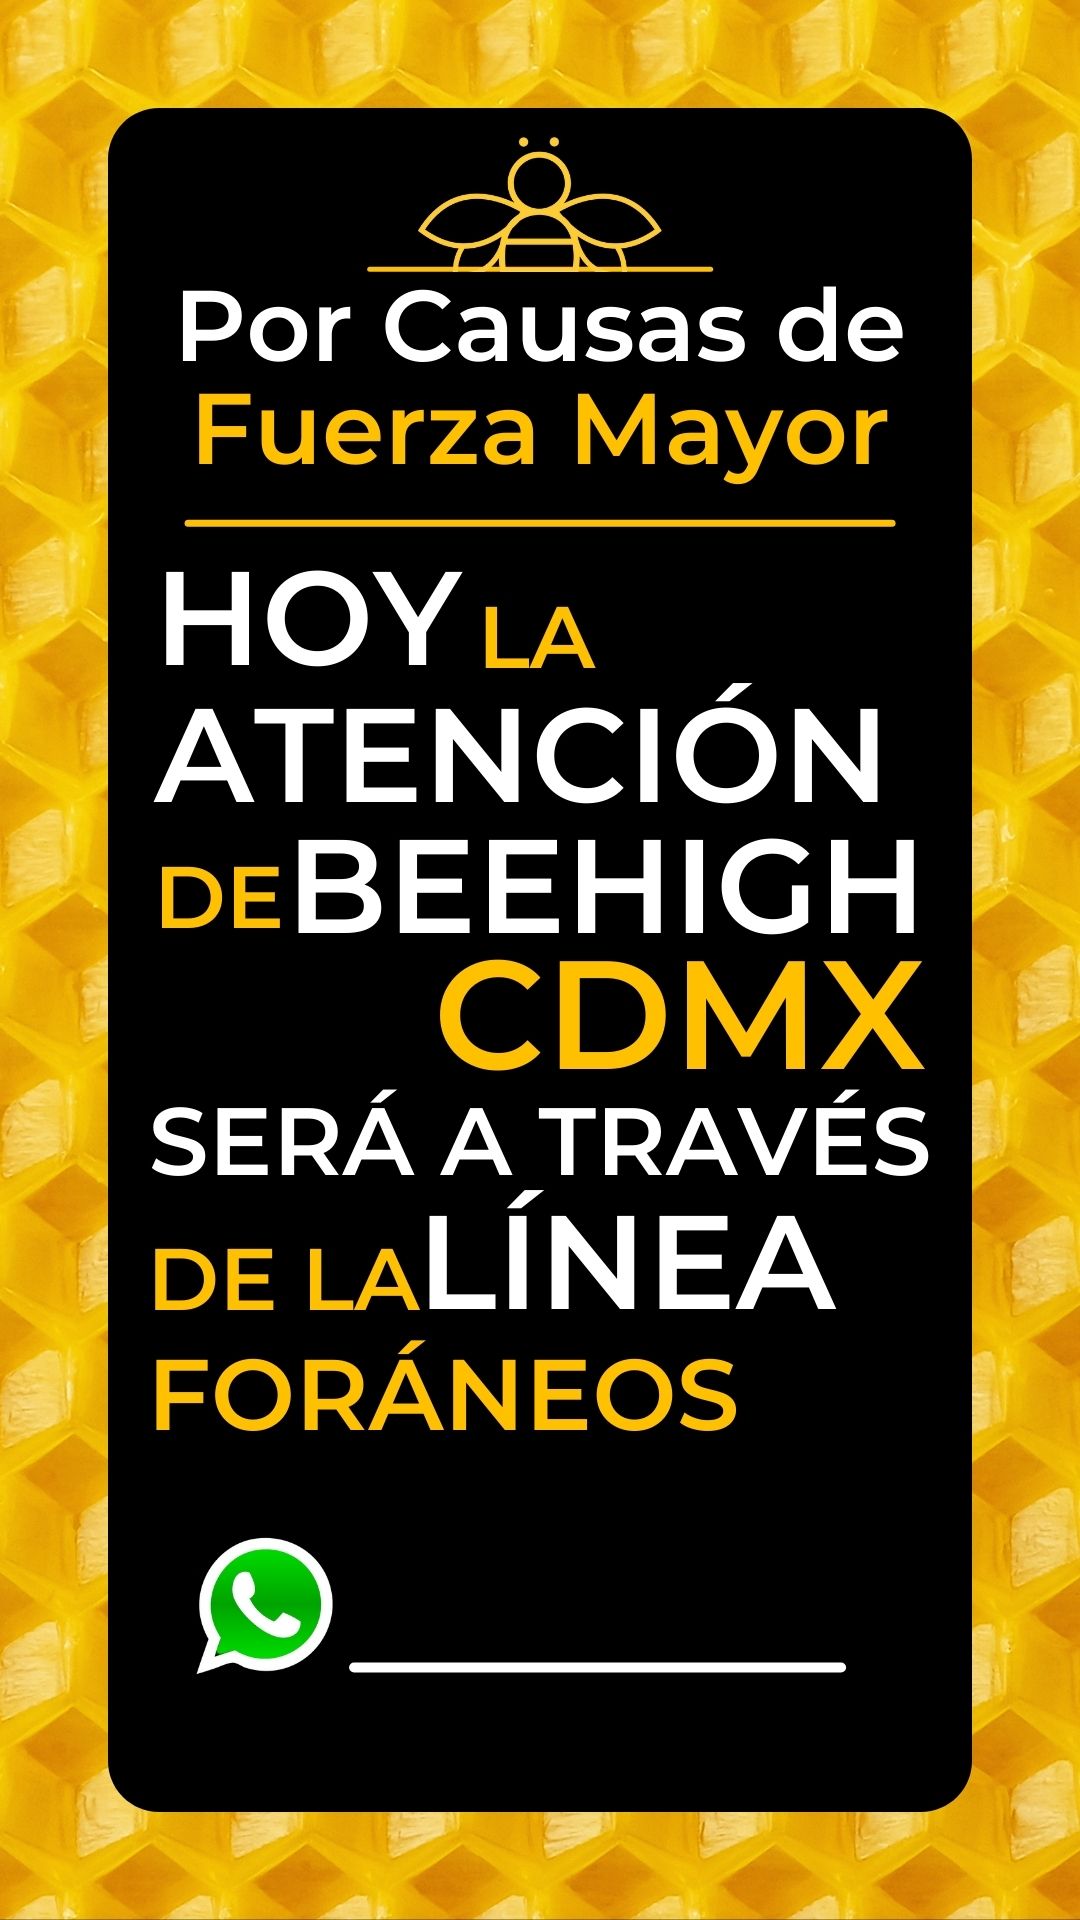 Por Causas de
Fuerza Mayor
HOY LA
ATENCIÓN
DE BEEHIGH
CDMX
SERÁ A TRAVÉS
DE LA LÍNEA
FORÁNEOS